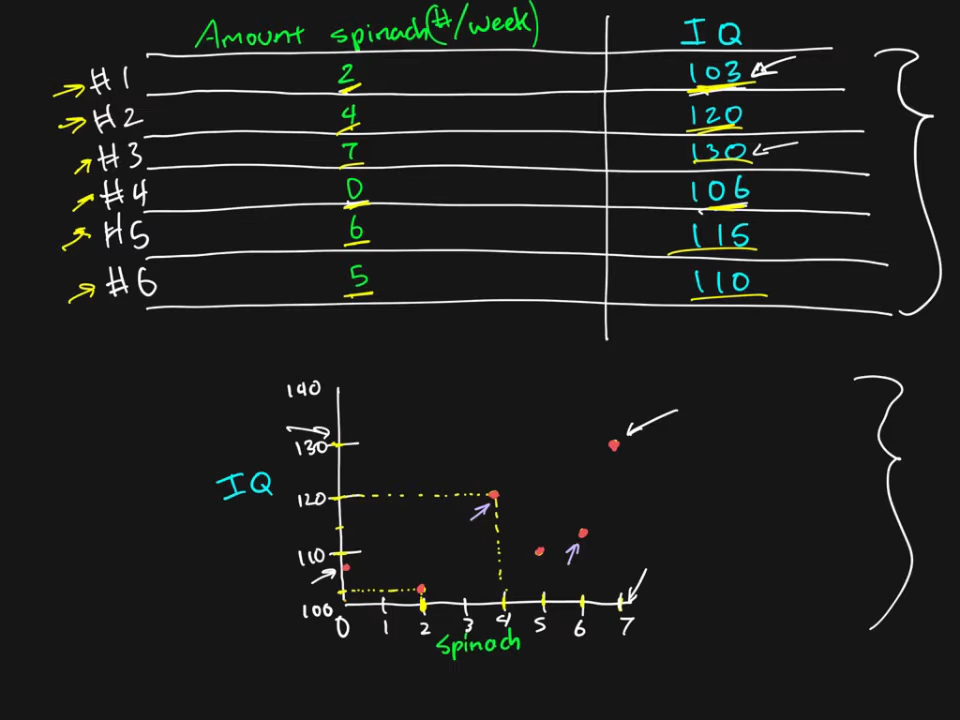 Amount spinach (#/week) IQ
#1 2 103
#2 4 120
#3 7 130
#4 0 106
#5 6 115
#6 5 110
140
130
IQ 120
110
100
0 1 2 3 4 5 6 7
spinach